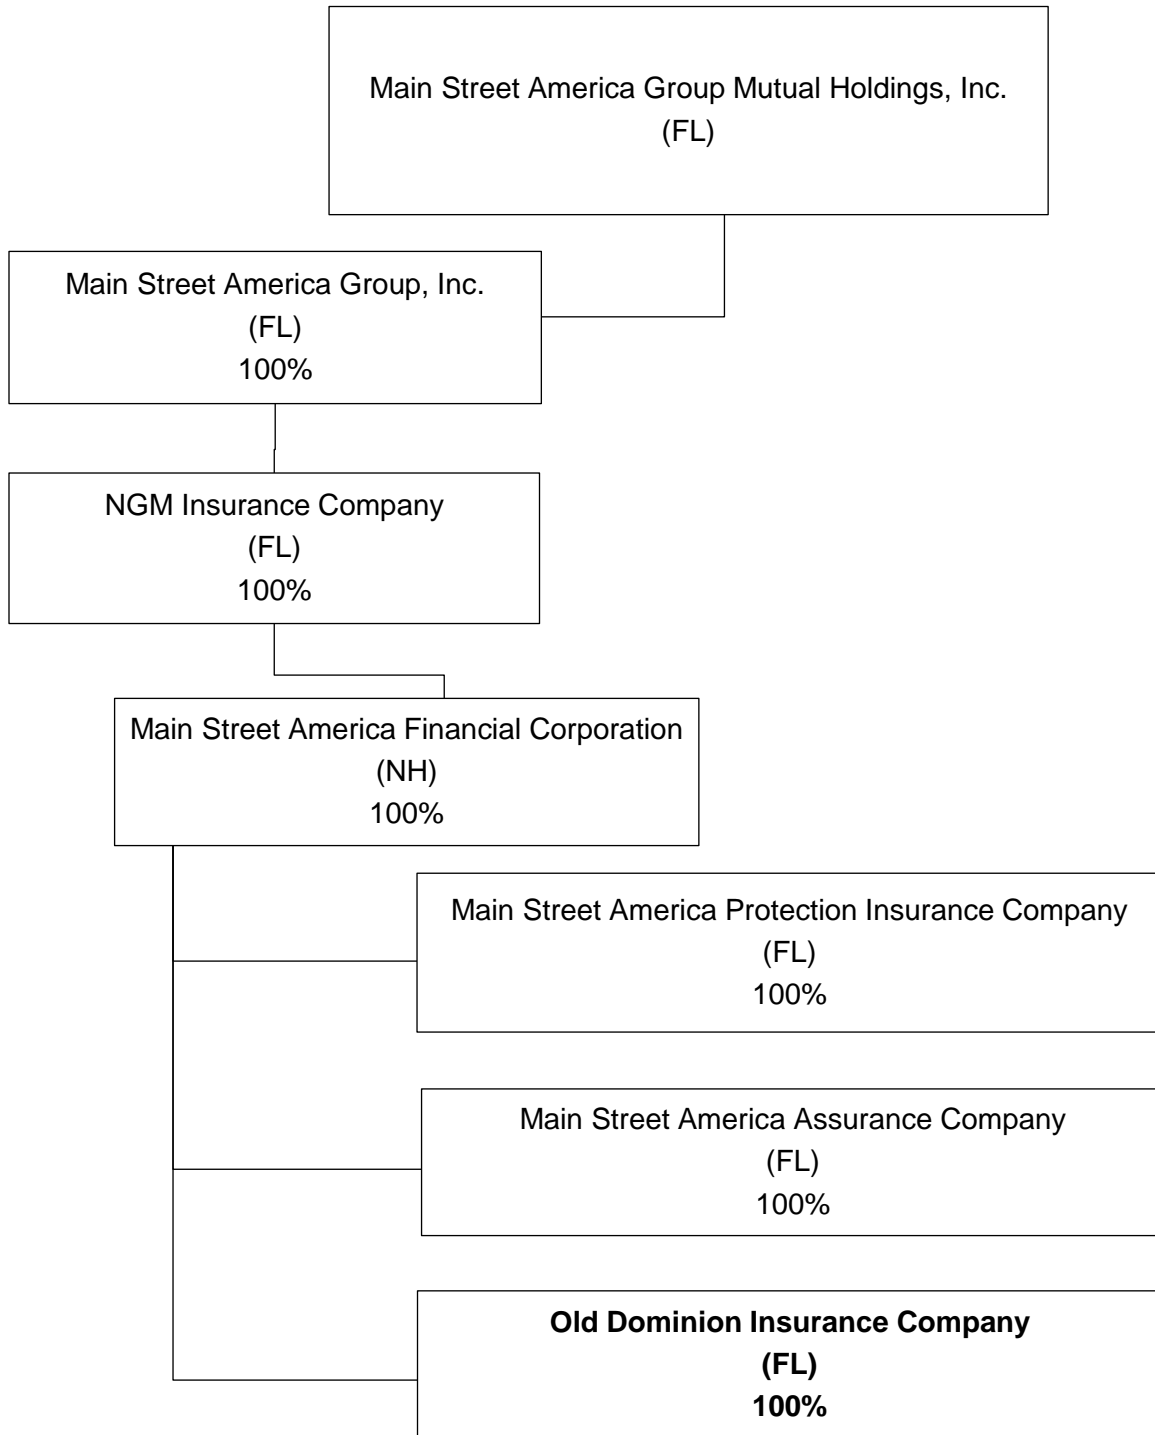 Main Street America Group Mutual Holdings, Inc.
(FL)
Main Street America Group, Inc.
(FL)
100%
NGM Insurance Company
(FL)
100%
Main Street America Financial Corporation
(NH)
100%
Main Street America Protection Insurance Company
(FL)
100%
Main Street America Assurance Company
(FL)
100%
Old Dominion Insurance Company
(FL)
100%